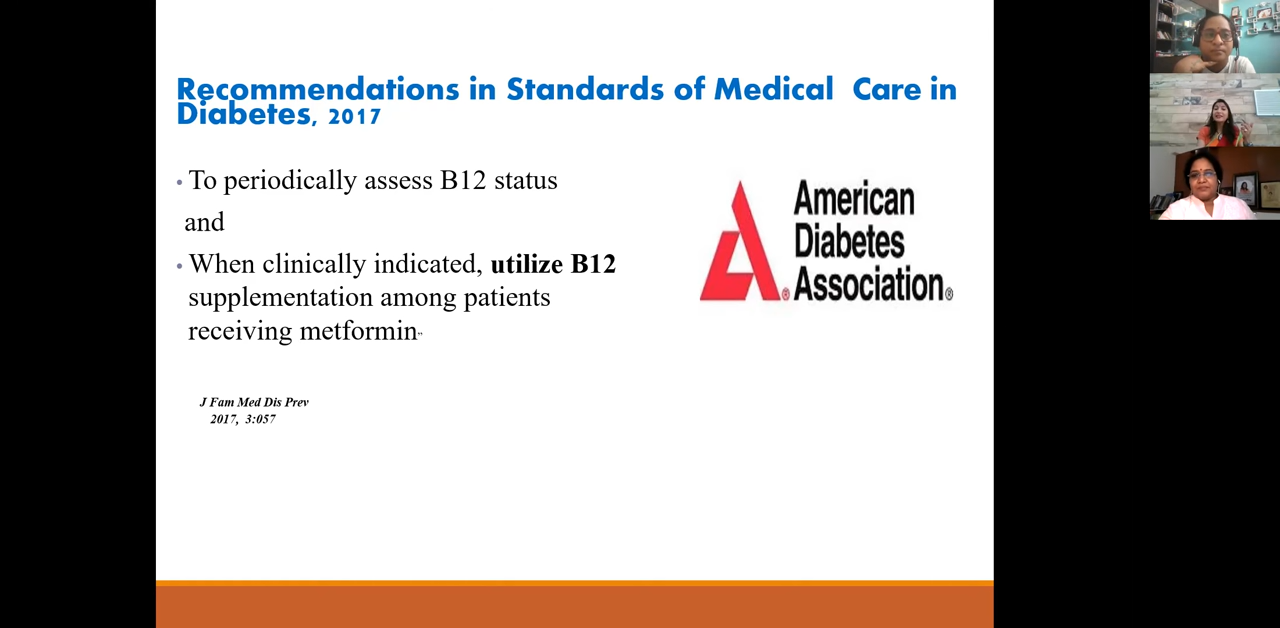 Recommendations in Standards of Medical Care in
Diabetes, 2017
• To periodically assess B12 status
and
• When clinically indicated, utilize B12
supplementation among patients
receiving metformin
American
Diabetes
Association®
J Fam Med Dis Prev
2017, 3:057